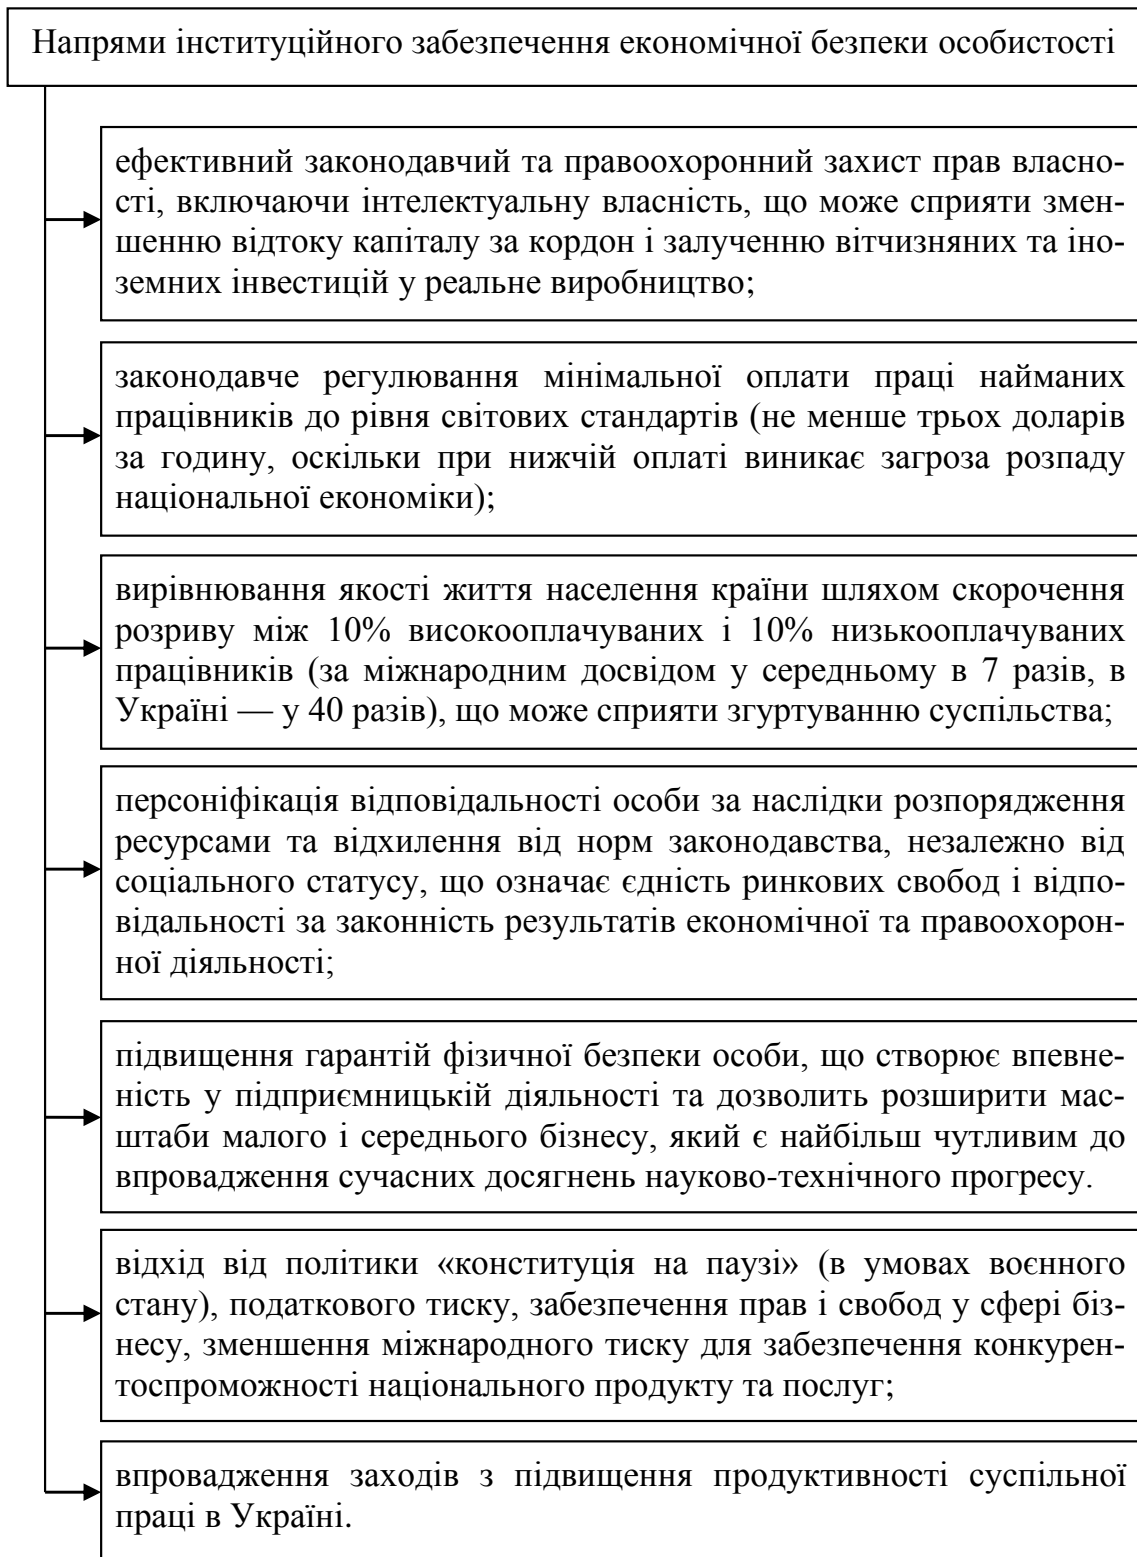 Напрями інституційного забезпечення економічної безпеки особистості
ефективний законодавчий та правоохоронний захист прав власно-
сті, включаючи інтелектуальну власність, що може сприяти змен-
шенню відтоку капіталу за кордон і залученню вітчизняних та іно-
земних інвестицій у реальне виробництво;
законодавче регулювання мінімальної оплати праці найманих
працівників до рівня світових стандартів (не менше трьох доларів
за годину, оскільки при нижчій оплаті виникає загроза розпаду
національної економіки);
вирівнювання якості життя населення країни шляхом скорочення
розриву між 10% високооплачуваних і 10% низькооплачуваних
працівників (за міжнародним досвідом у середньому в 7 разів, в
Україні — у 40 разів), що може сприяти згуртуванню суспільства;
персоніфікація відповідальності особи за наслідки розпорядження
ресурсами та відхилення від норм законодавства, незалежно від
соціального статусу, що означає єдність ринкових свобод і відпо-
відальності за законність результатів економічної та правоохорон-
ної діяльності;
підвищення гарантій фізичної безпеки особи, що створює впевне-
ність у підприємницькій діяльності та дозволить розширити мас-
штаби малого і середнього бізнесу, який є найбільш чутливим до
впровадження сучасних досягнень науково-технічного прогресу.
відхід від політики «конституція на паузі» (в умовах воєнного
стану), податкового тиску, забезпечення прав і свобод у сфері біз-
несу, зменшення міжнародного тиску для забезпечення конкурен-
тоспроможності національного продукту та послуг;
впровадження заходів з підвищення продуктивності суспільної
праці в Україні.